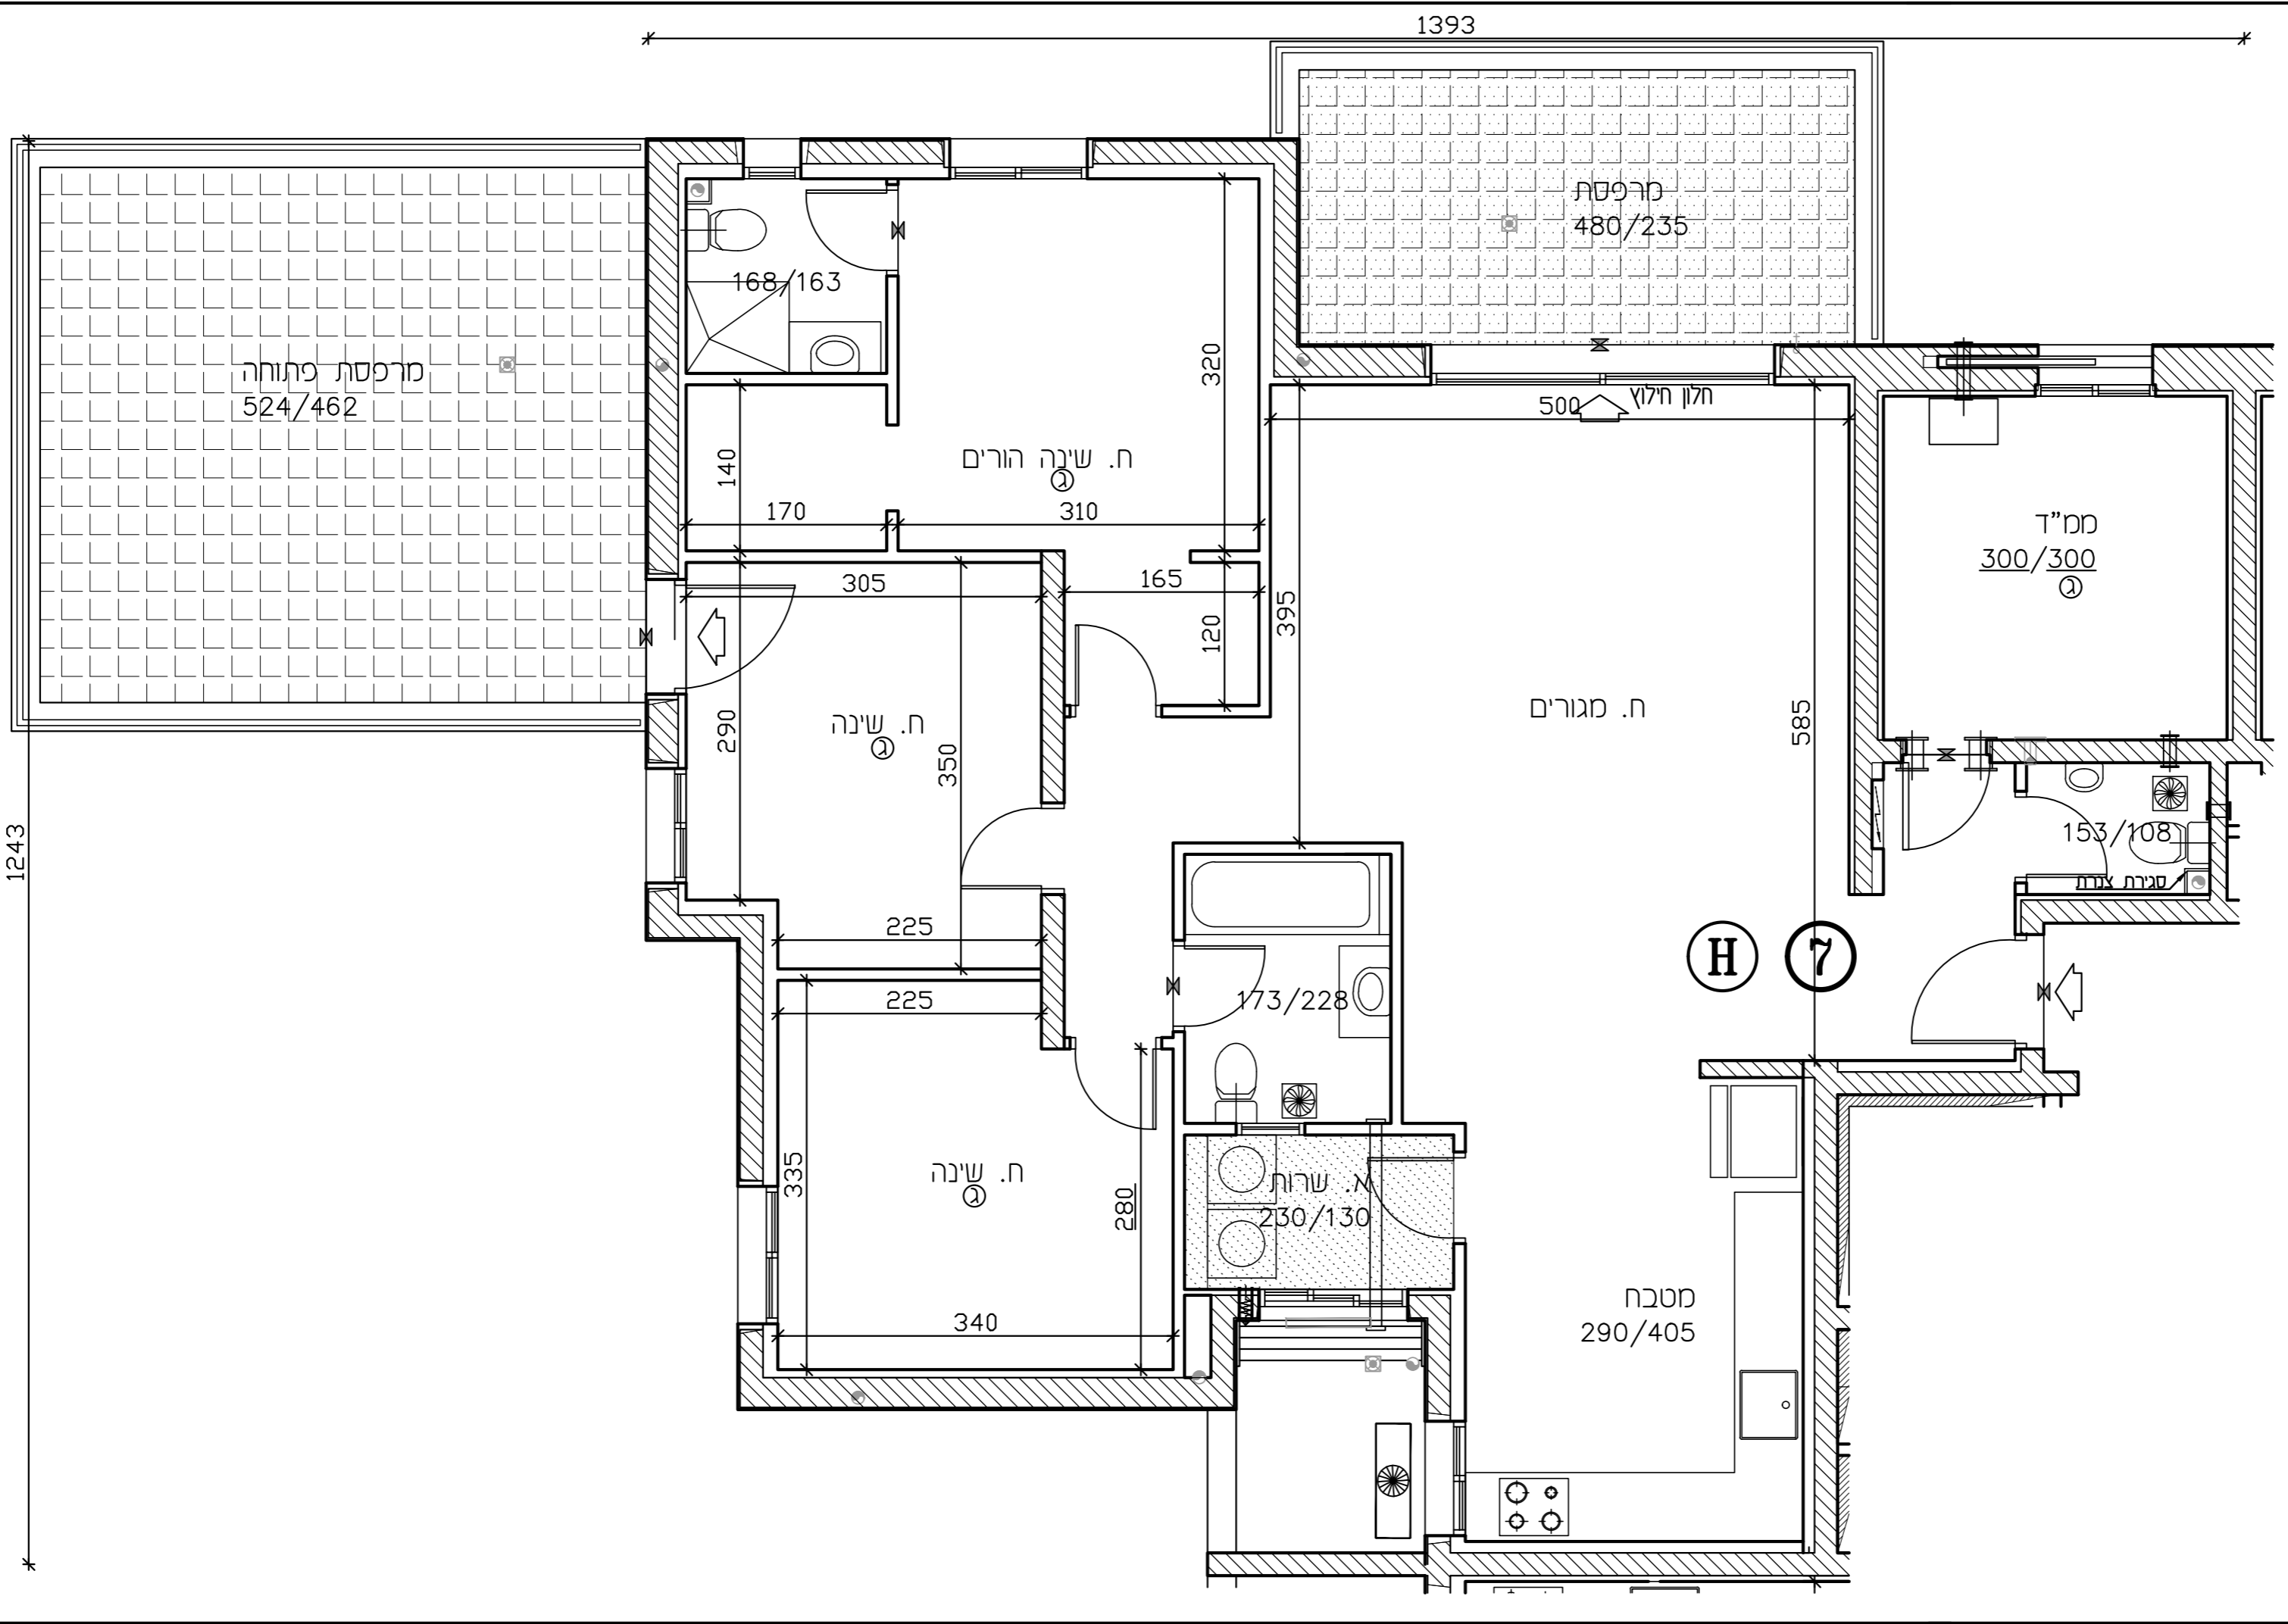 1393
מרפסת
480/235
168/163
מרפסת פתוחה
524/462
320
חלון חילוץ
500
140
ח. שינה הורים
ג
170
310
ממ"ד
300/300
ג
305
165
395
120
290
ח. שינה
ג
350
ח. מגורים
585
1243
153/108
סגירת צנרת
225
H
7
225
173/228
335
ח. שינה
ג
280
א. שרות
230/130
340
מטבח
290/405